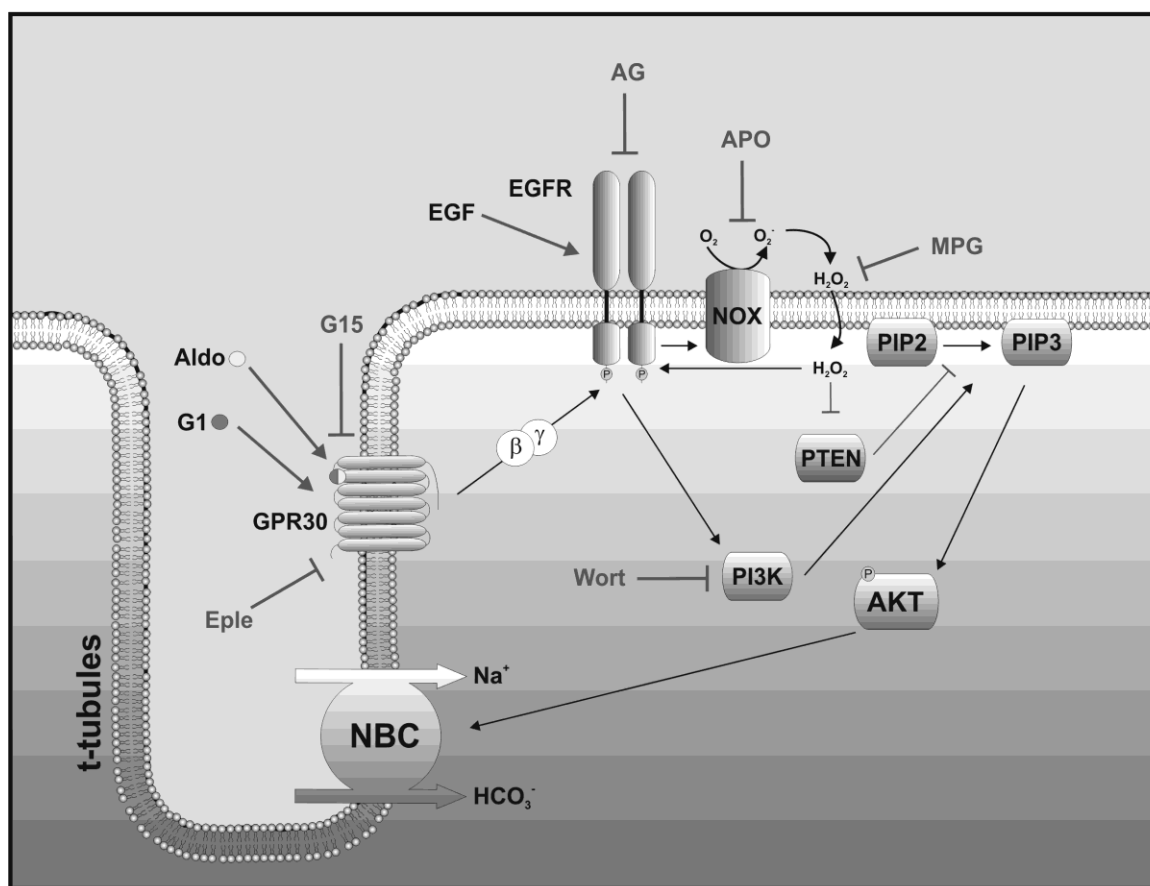 AG
APO
EGFR
EGF
O₂
O₂⁻
MPG
H₂O₂
NOX
G15
PIP2
PIP3
Aldo
P
P
H₂O₂
G1
β
γ
PTEN
GPR30
Wort
PI3K
P
AKT
Eple
t-tubules
Na⁺
NBC
HCO₃⁻